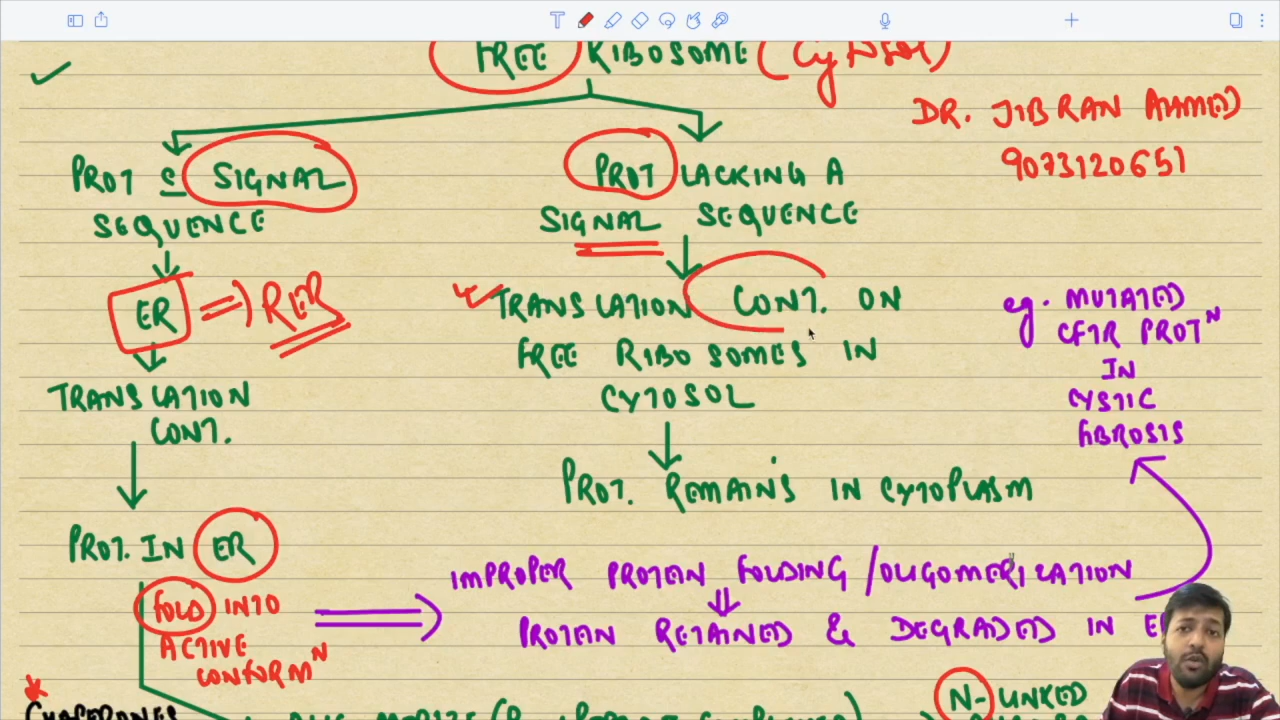 FREE RIBOSOME (CYTOSOL)
DR. JIBRAN AHMED
9073120651
PROT C SIGNAL
SEQUENCE
PROT LACKING A
SIGNAL SEQUENCE
ER => RER
TRANSLATION CONT. ON
FREE RIBOSOMES IN
CYTOSOL
eg. MUTATED
CFTR PROTN
IN
CYSTIC
FIBROSIS
TRANSLATION
CONT.
PROT. REMAINS IN CYTOPLASM
PROT. IN ER
FOLD INTO
ACTIVE
CONFORMN
IMPROPER PROTEIN FOLDING / OLIGOMERIZATION
PROTEIN RETAINED & DEGRADED IN
N-LINKED
CHAPERONES